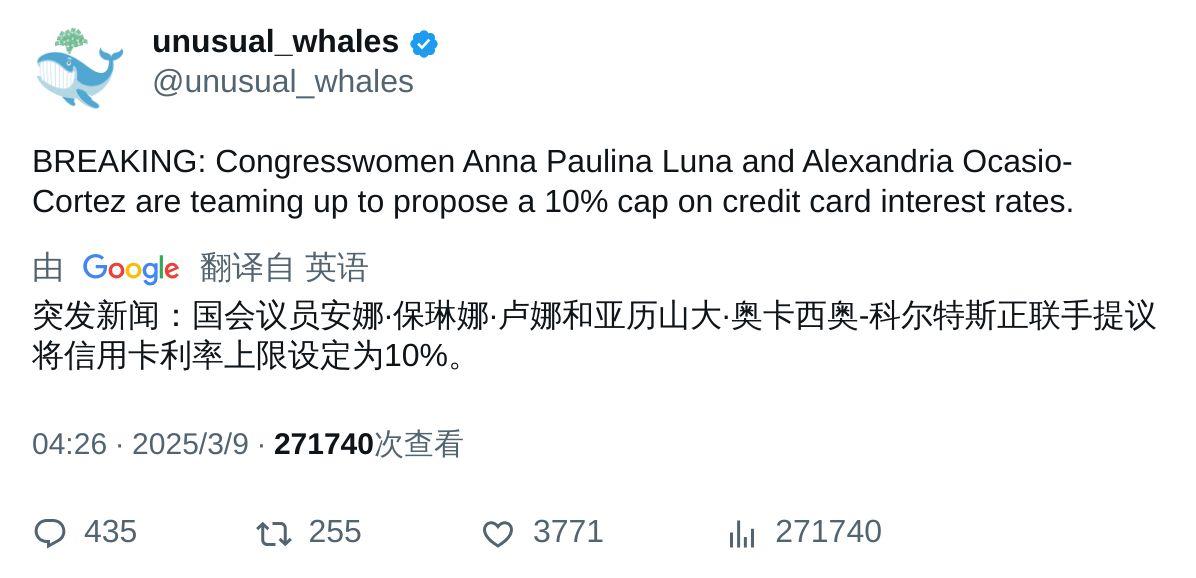 unusual_whales
@unusual_whales
BREAKING: Congresswomen Anna Paulina Luna and Alexandria Ocasio-
Cortez are teaming up to propose a 10% cap on credit card interest rates.
由 Google 翻译自 英语
突发新闻：国会议员安娜·保琳娜·卢娜和亚历山大·奥卡西奥-科尔特斯正联手提议
将信用卡利率上限设定为10%。
04:26 · 2025/3/9 · 271740次查看
435 255 3771 271740